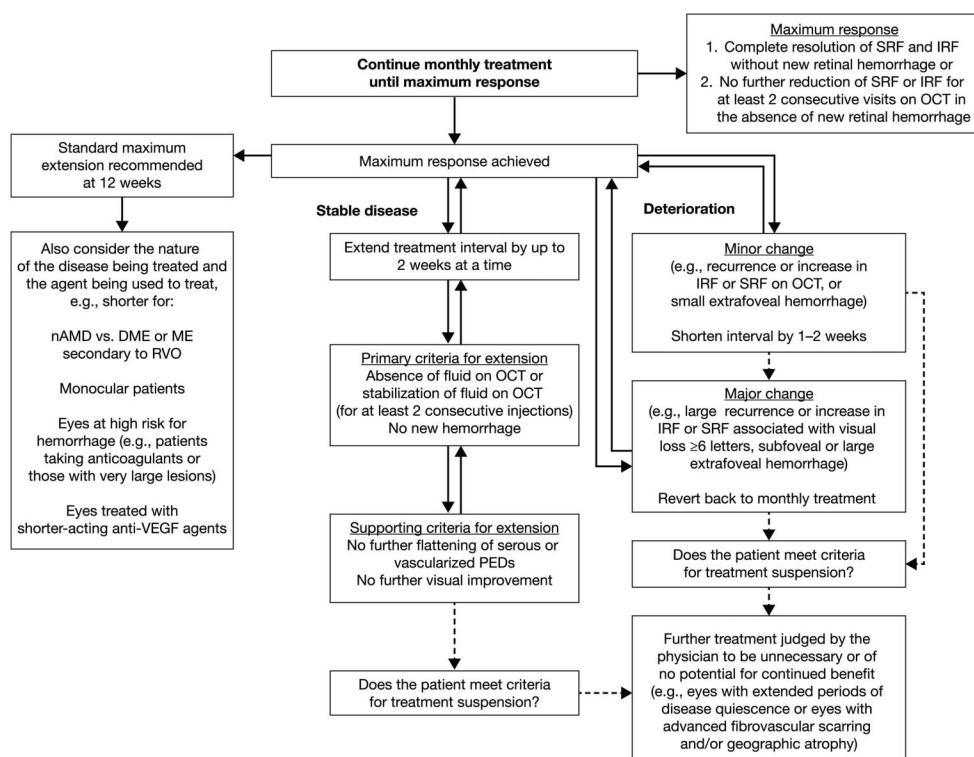 Continue monthly treatment
until maximum response
Maximum response
1. Complete resolution of SRF and IRF
without new retinal hemorrhage or
2. No further reduction of SRF or IRF for
at least 2 consecutive visits on OCT in
the absence of new retinal hemorrhage
Standard maximum
extension recommended
at 12 weeks
Maximum response achieved
Also consider the nature
of the disease being treated and
the agent being used to treat,
e.g., shorter for:
nAMD vs. DME or ME
secondary to RVO
Monocular patients
Eyes at high risk for
hemorrhage (e.g., patients
taking anticoagulants or
those with very large lesions)
Eyes treated with
shorter-acting anti-VEGF agents
Stable disease
Extend treatment interval by up to
2 weeks at a time
Primary criteria for extension
Absence of fluid on OCT or
stabilization of fluid on OCT
(for at least 2 consecutive injections)
No new hemorrhage
Supporting criteria for extension
No further flattening of serous or
vascularized PEDs
No further visual improvement
Does the patient meet criteria
for treatment suspension?
Deterioration
Minor change
(e.g., recurrence or increase in
IRF or SRF on OCT, or
small extrafoveal hemorrhage)
Shorten interval by 1–2 weeks
Major change
(e.g., large recurrence or increase in
IRF or SRF associated with visual
loss ≥6 letters, subfoveal or large
extrafoveal hemorrhage)
Revert back to monthly treatment
Does the patient meet criteria
for treatment suspension?
Further treatment judged by the
physician to be unnecessary or of
no potential for continued benefit
(e.g., eyes with extended periods of
disease quiescence or eyes with
advanced fibrovascular scarring
and/or geographic atrophy)